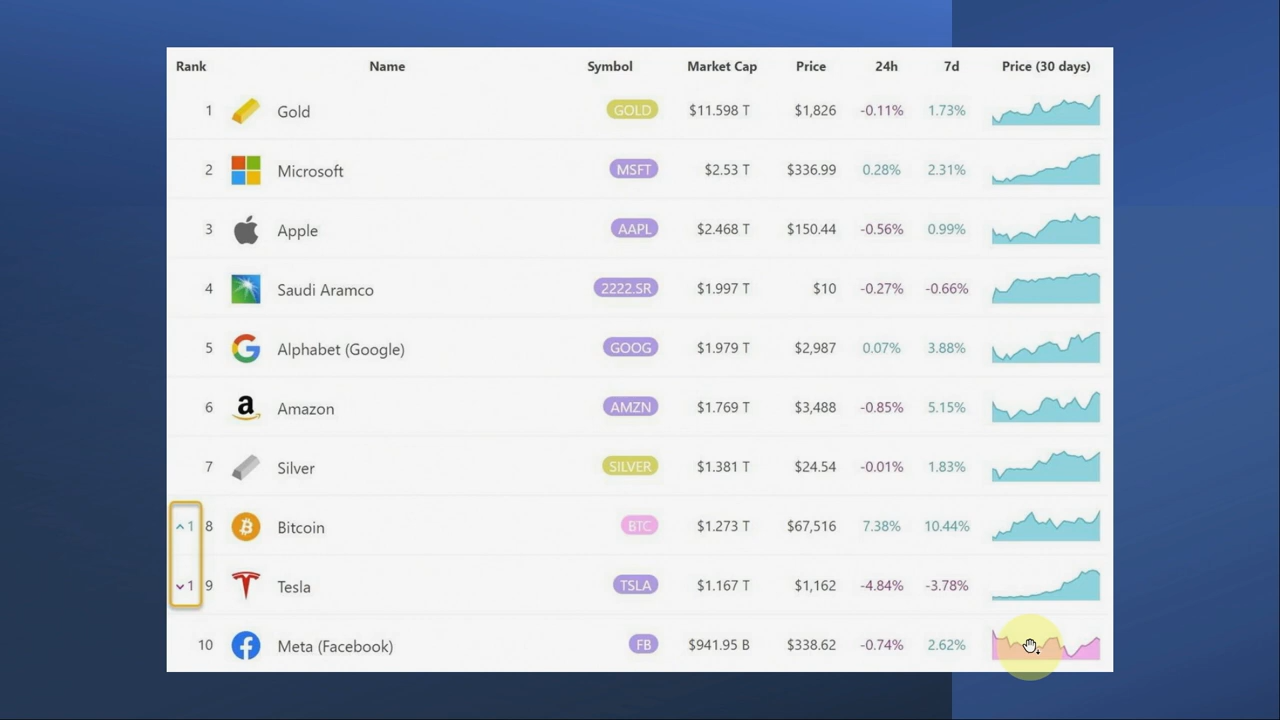 Rank Name Symbol Market Cap Price 24h 7d Price (30 days)
1 Gold GOLD $11.598 T $1,826 -0.11% 1.73%
2 Microsoft MSFT $2.53 T $336.99 0.28% 2.31%
3 Apple AAPL $2.468 T $150.44 -0.56% 0.99%
4 Saudi Aramco 2222.SR $1.997 T $10 -0.27% -0.66%
5 Alphabet (Google) GOOG $1.979 T $2,987 0.07% 3.88%
6 Amazon AMZN $1.769 T $3,488 -0.85% 5.15%
7 Silver SILVER $1.381 T $24.54 -0.01% 1.83%
1 8 Bitcoin BTC $1.273 T $67,516 7.38% 10.44%
1 9 Tesla TSLA $1.167 T $1,162 -4.84% -3.78%
10 Meta (Facebook) FB $941.95 B $338.62 -0.74% 2.62%